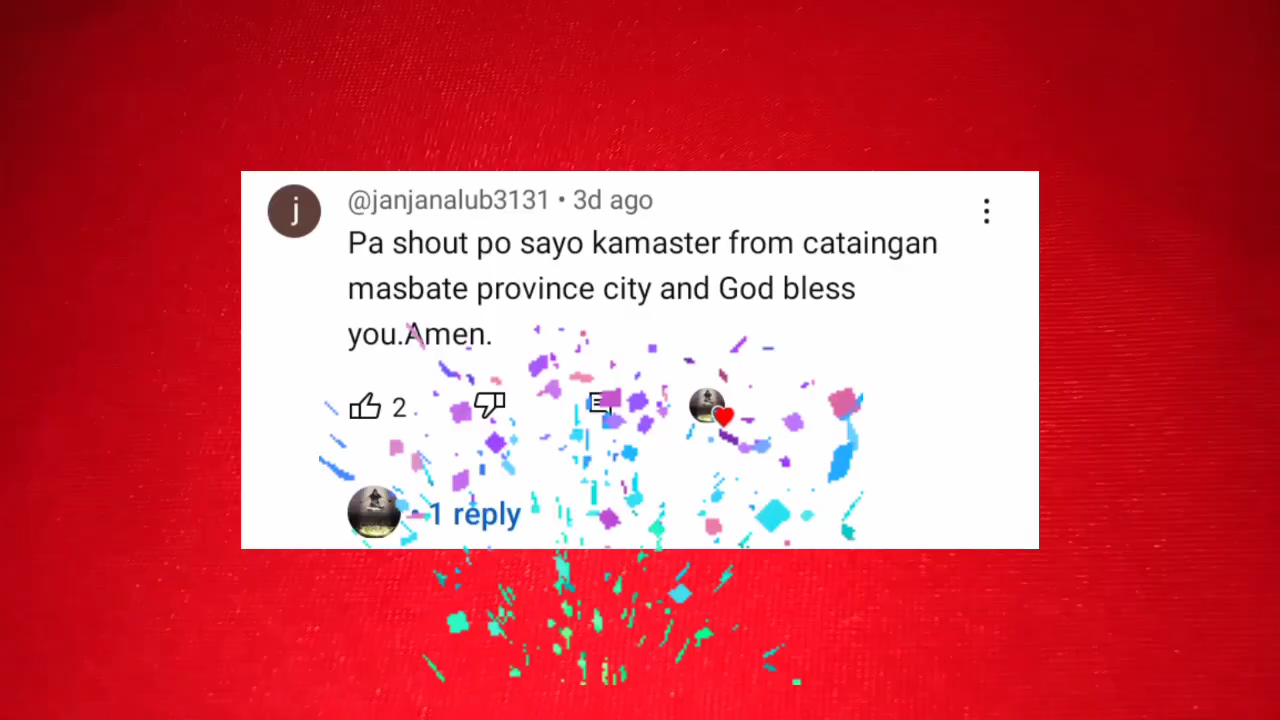 j
@janjanalub3131 • 3d ago
Pa shout po sayo kamaster from cataingan
masbate province city and God bless
you.Amen.
2
· 1 reply